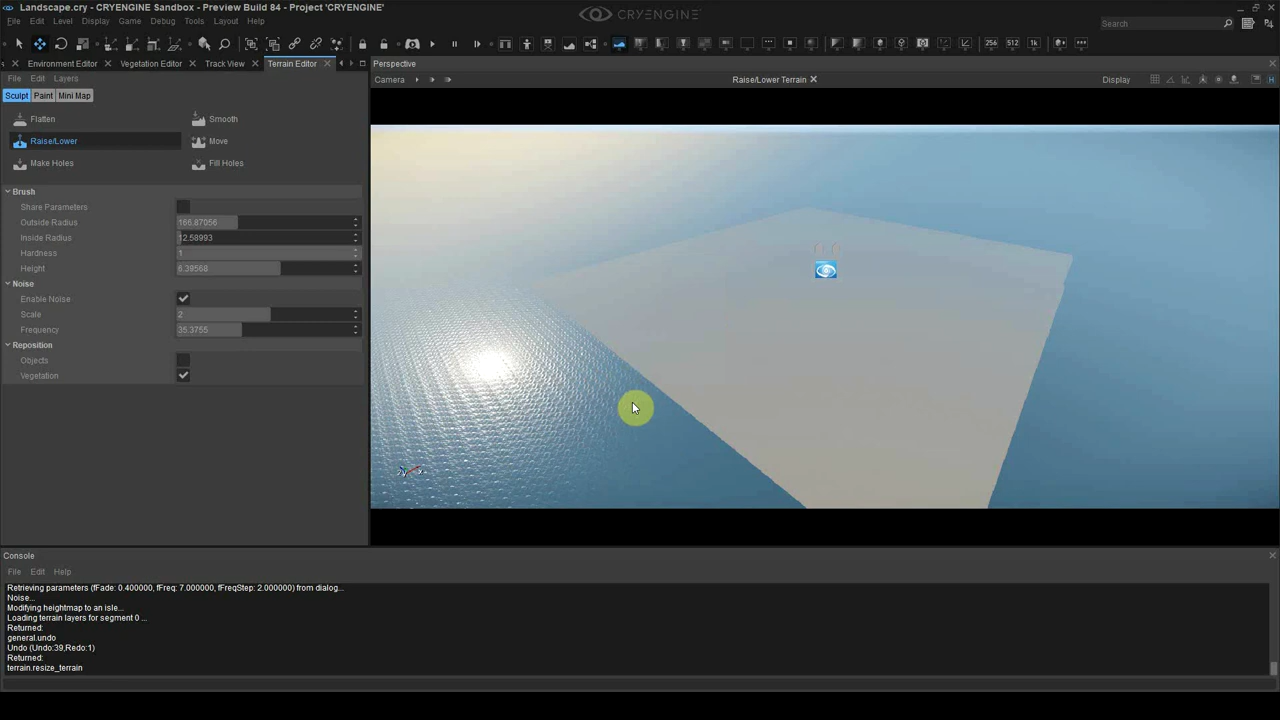 Landscape.cry - CRYENGINE Sandbox - Preview Build 84 - Project 'CRYENGINE'
CRYENGINE
File Edit Level Display Game Debug Tools Layout Help
Search
256 512 1k
Environment Editor Vegetation Editor Track View Terrain Editor
Perspective
File Edit Layers
Camera
Raise/Lower Terrain
Display
Sculpt Paint Mini Map
Flatten Smooth
Raise/Lower Move
Make Holes Fill Holes
Brush
Share Parameters
Outside Radius 166.87056
Inside Radius 12.58993
Hardness 1
Height 6.39568
Noise
Enable Noise
Scale 2
Frequency 35.3755
Reposition
Objects
Vegetation
Console
File Edit Help
Retrieving parameters (fFade: 0.400000, fFreq: 7.000000, fFreqStep: 2.000000) from dialog...
Noise...
Modifying heightmap to an isle...
Loading terrain layers for segment 0 ...
Returned:
general.undo
Undo (Undo:39,Redo:1)
Returned:
terrain.resize_terrain